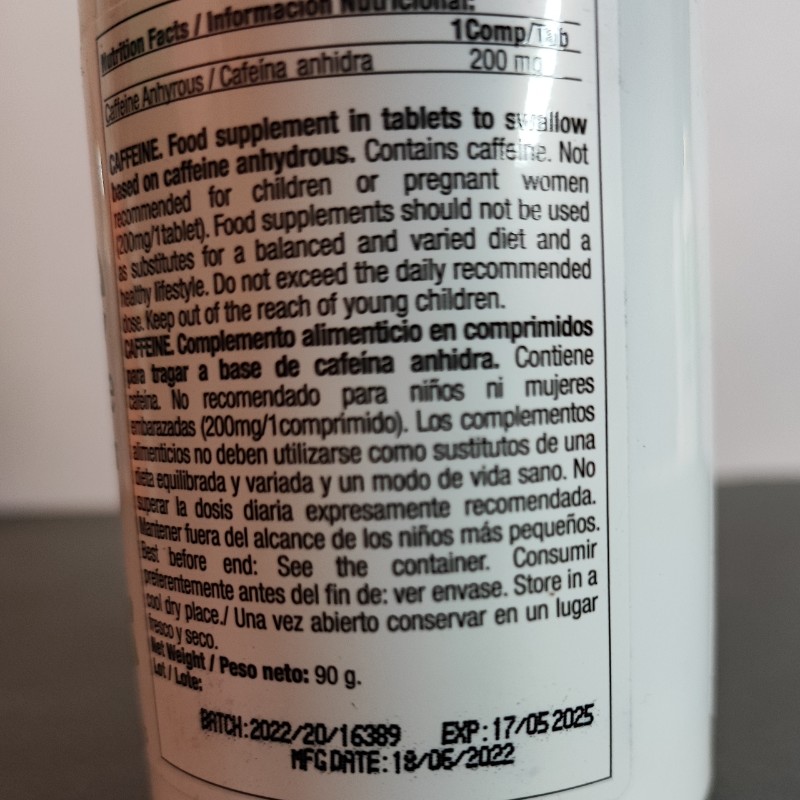 Nutrition Facts / Información Nutricional:
1Comp/Tab
Caffeine Anhyrous / Cafeína anhidra 200 mg
CAFFEINE. Food supplement in tablets to swallow
based on caffeine anhydrous. Contains caffeine. Not
recommended for children or pregnant women
(200mg/1tablet). Food supplements should not be used
as substitutes for a balanced and varied diet and a
healthy lifestyle. Do not exceed the daily recommended
dose. Keep out of the reach of young children.
CAFFEINE. Complemento alimenticio en comprimidos
para tragar a base de cafeína anhidra. Contiene
cafeína. No recomendado para niños ni mujeres
embarazadas (200mg/1comprimido). Los complementos
alimenticios no deben utilizarse como sustitutos de una
dieta equilibrada y variada y un modo de vida sano. No
superar la dosis diaria expresamente recomendada.
Mantener fuera del alcance de los niños más pequeños.
Best before end: See the container. Consumir
preferentemente antes del fin de: ver envase. Store in a
cool dry place./ Una vez abierto conservar en un lugar
fresco y seco.
Net Weight / Peso neto: 90 g.
Lot / Lote:
BATCH:2022/20/16389 EXP:17/05 2025
MFG DATE:18/06/2022